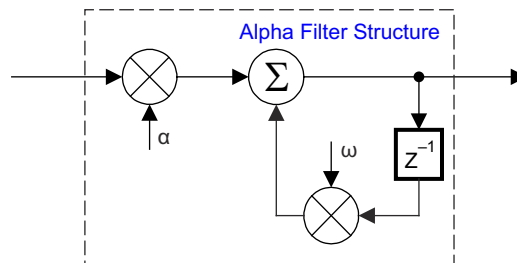 Alpha Filter Structure
Σ
α
ω
z⁻¹